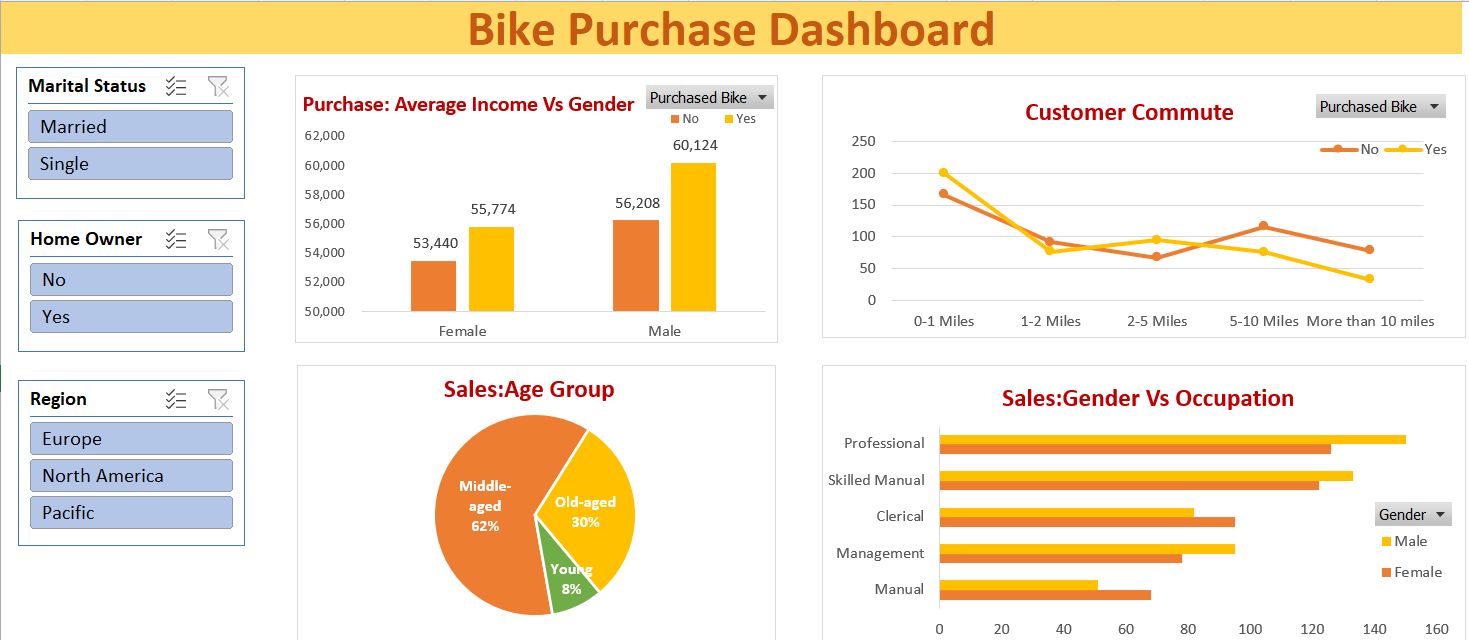 Bike Purchase Dashboard
Marital Status
Married
Single
Home Owner
No
Yes
Region
Europe
North America
Pacific
Purchase: Average Income Vs Gender
Purchased Bike
No Yes
62,000
60,000
58,000
56,000
54,000
52,000
50,000
53,440
55,774
56,208
60,124
Female Male
Customer Commute
Purchased Bike
No Yes
250
200
150
100
50
0
0-1 Miles 1-2 Miles 2-5 Miles 5-10 Miles More than 10 miles
Sales:Age Group
Middle-
aged
62%
Old-aged
30%
Young
8%
Sales:Gender Vs Occupation
Professional
Skilled Manual
Clerical
Management
Manual
Gender
Male
Female
0 20 40 60 80 100 120 140 160